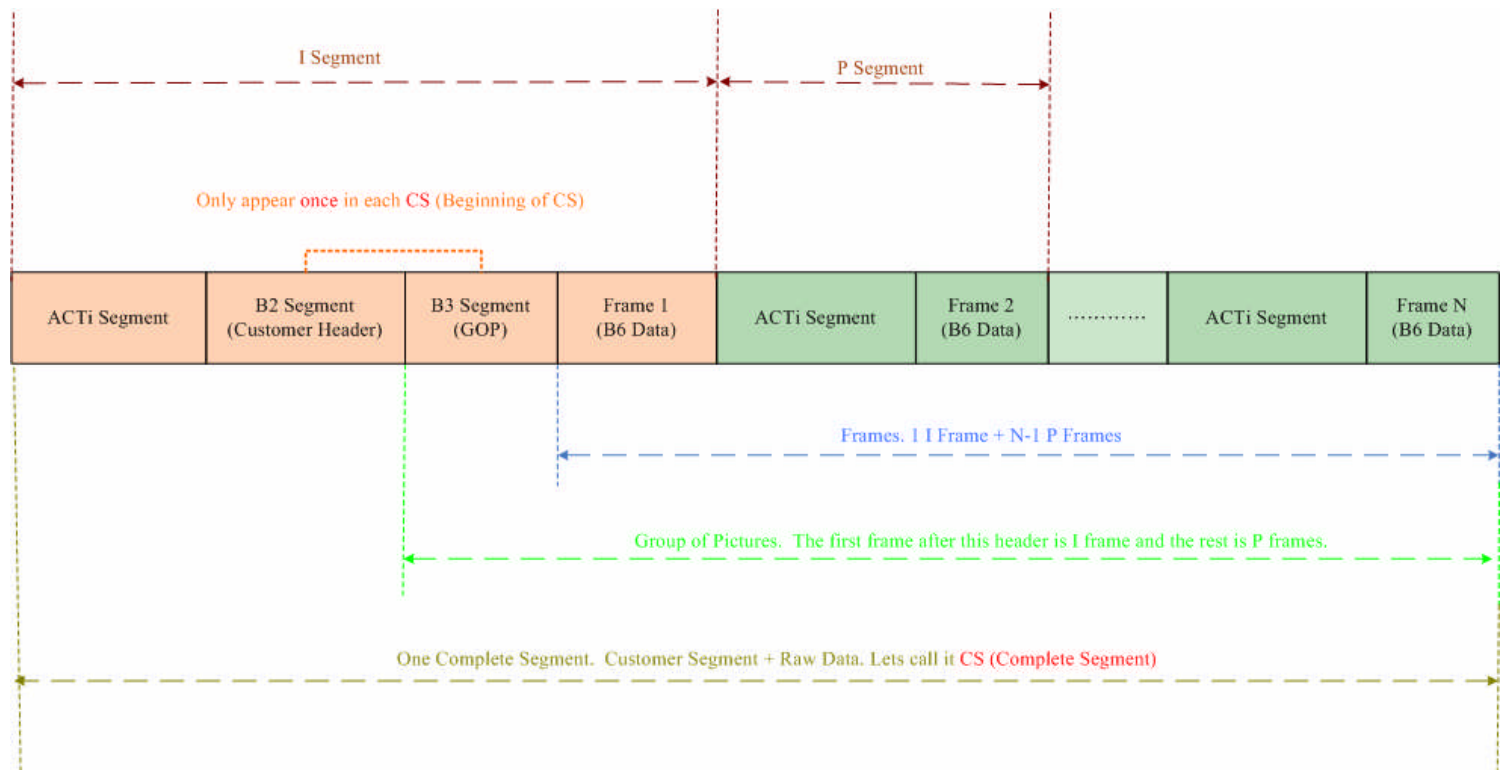 I Segment
P Segment
Only appear once in each CS (Beginning of CS)
ACTi Segment
B2 Segment
(Customer Header)
B3 Segment
(GOP)
Frame 1
(B6 Data)
ACTi Segment
Frame 2
(B6 Data)
............
ACTi Segment
Frame N
(B6 Data)
Frames. 1 I Frame + N-1 P Frames
Group of Pictures. The first frame after this header is I frame and the rest is P frames.
One Complete Segment. Customer Segment + Raw Data. Lets call it CS (Complete Segment)